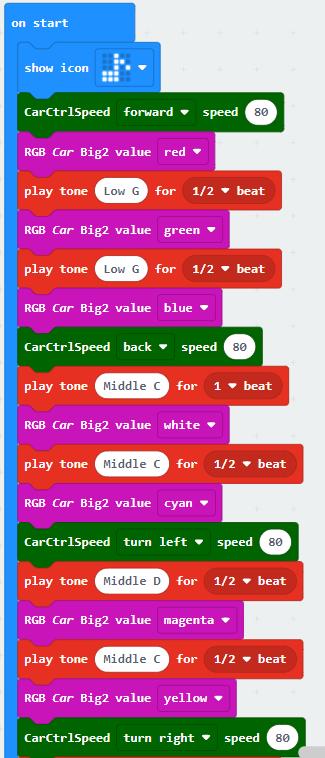 on start
show icon
CarCtrlSpeed forward speed 80
RGB Car Big2 value red
play tone Low G for 1/2 beat
RGB Car Big2 value green
play tone Low G for 1/2 beat
RGB Car Big2 value blue
CarCtrlSpeed back speed 80
play tone Middle C for 1 beat
RGB Car Big2 value white
play tone Middle C for 1/2 beat
RGB Car Big2 value cyan
CarCtrlSpeed turn left speed 80
play tone Middle D for 1/2 beat
RGB Car Big2 value magenta
play tone Middle C for 1/2 beat
RGB Car Big2 value yellow
CarCtrlSpeed turn right speed 80